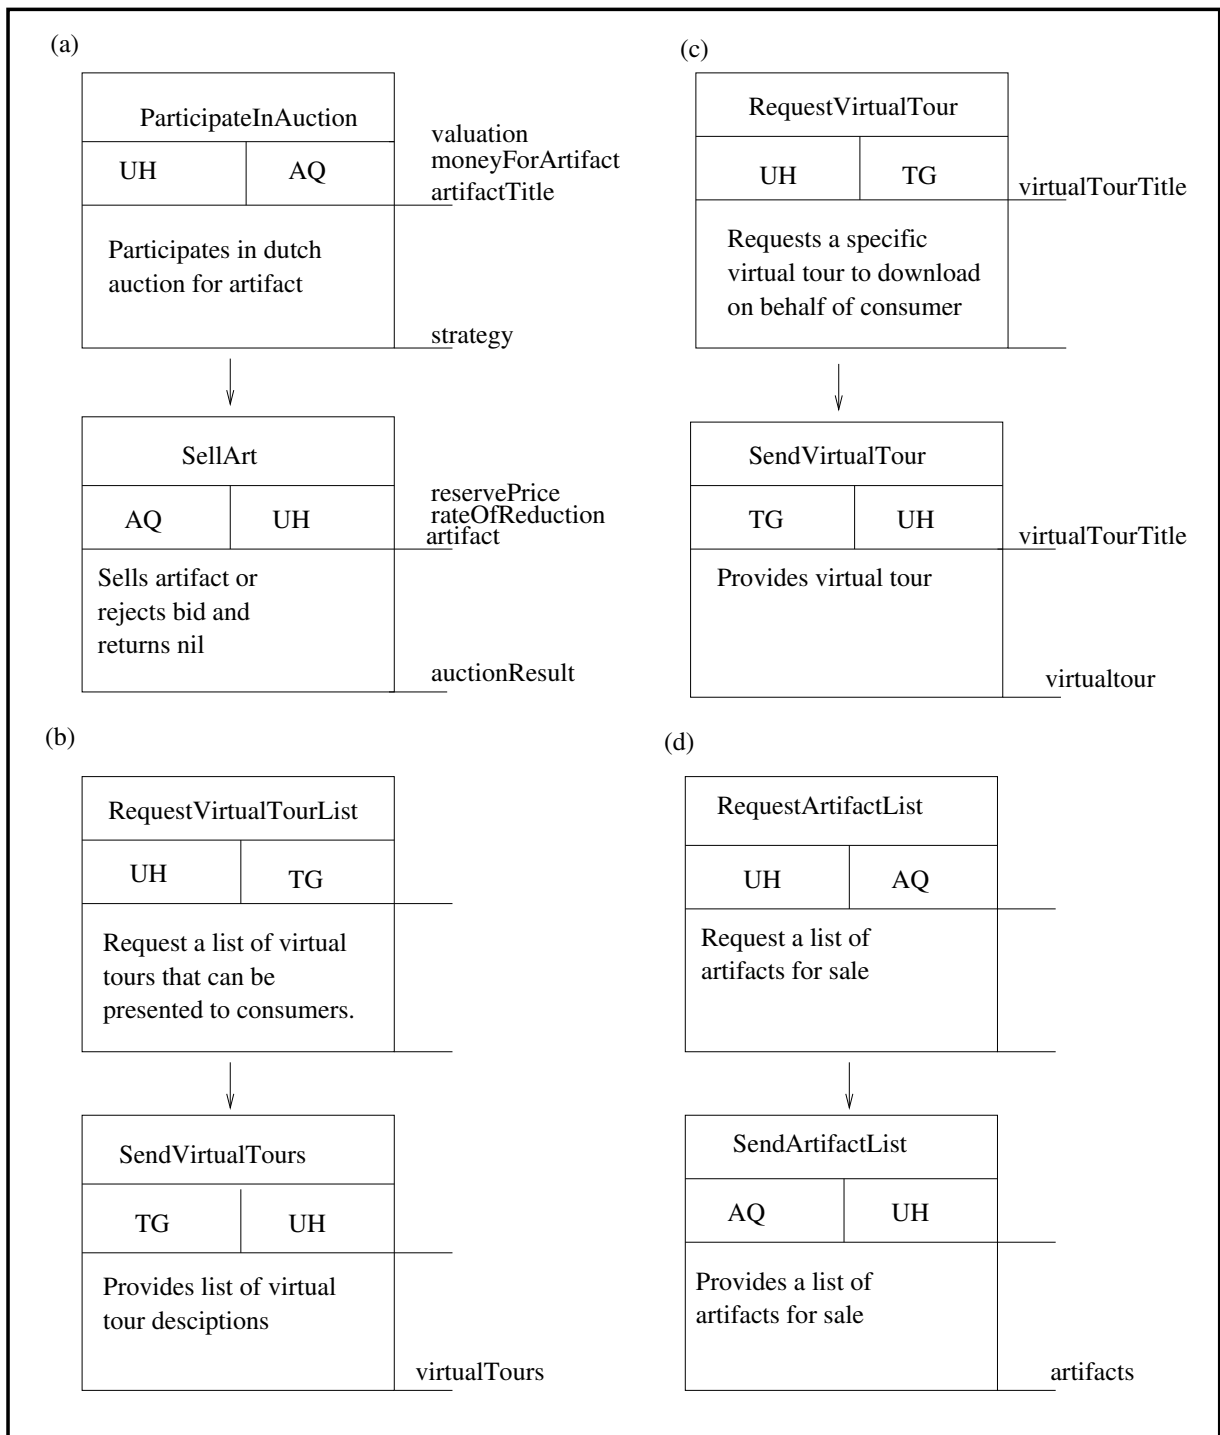 (a)
ParticipateInAuction
UH
AQ
valuation
moneyForArtifact
artifactTitle
Participates in dutch
auction for artifact
strategy
SellArt
AQ
UH
reservePrice
rateOfReduction
artifact
Sells artifact or
rejects bid and
returns nil
auctionResult
(c)
RequestVirtualTour
UH
TG
virtualTourTitle
Requests a specific
virtual tour to download
on behalf of consumer
SendVirtualTour
TG
UH
virtualTourTitle
Provides virtual tour
virtualtour
(b)
RequestVirtualTourList
UH
TG
Request a list of virtual
tours that can be
presented to consumers.
SendVirtualTours
TG
UH
Provides list of virtual
tour desciptions
virtualTours
(d)
RequestArtifactList
UH
AQ
Request a list of
artifacts for sale
SendArtifactList
AQ
UH
Provides a list of
artifacts for sale
artifacts